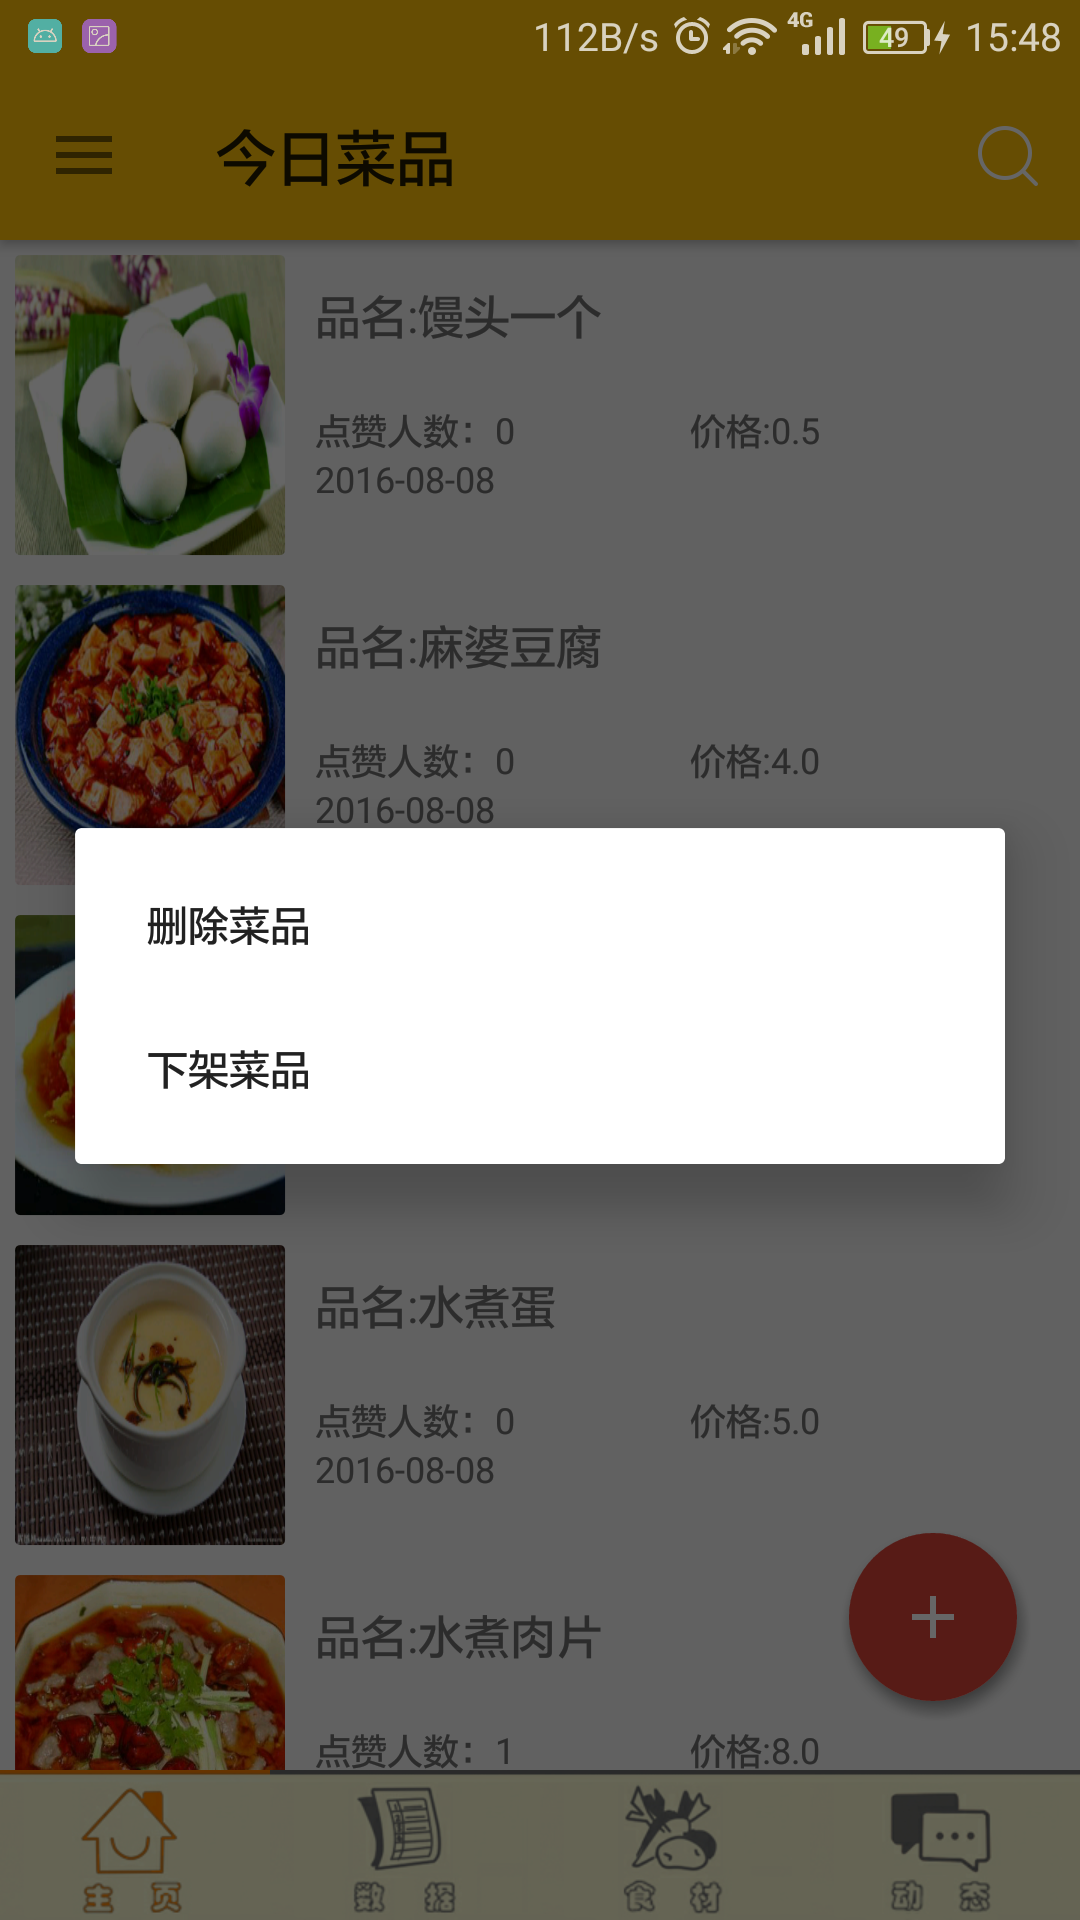 112B/s 4G 49 15:48
今日菜品
品名:馒头一个
点赞人数：0 价格:0.5
2016-08-08
品名:麻婆豆腐
点赞人数：0 价格:4.0
2016-08-08
删除菜品
下架菜品
品名:水煮蛋
点赞人数：0 价格:5.0
2016-08-08
品名:水煮肉片
点赞人数：1 价格:8.0
主页 数据 食材 动态